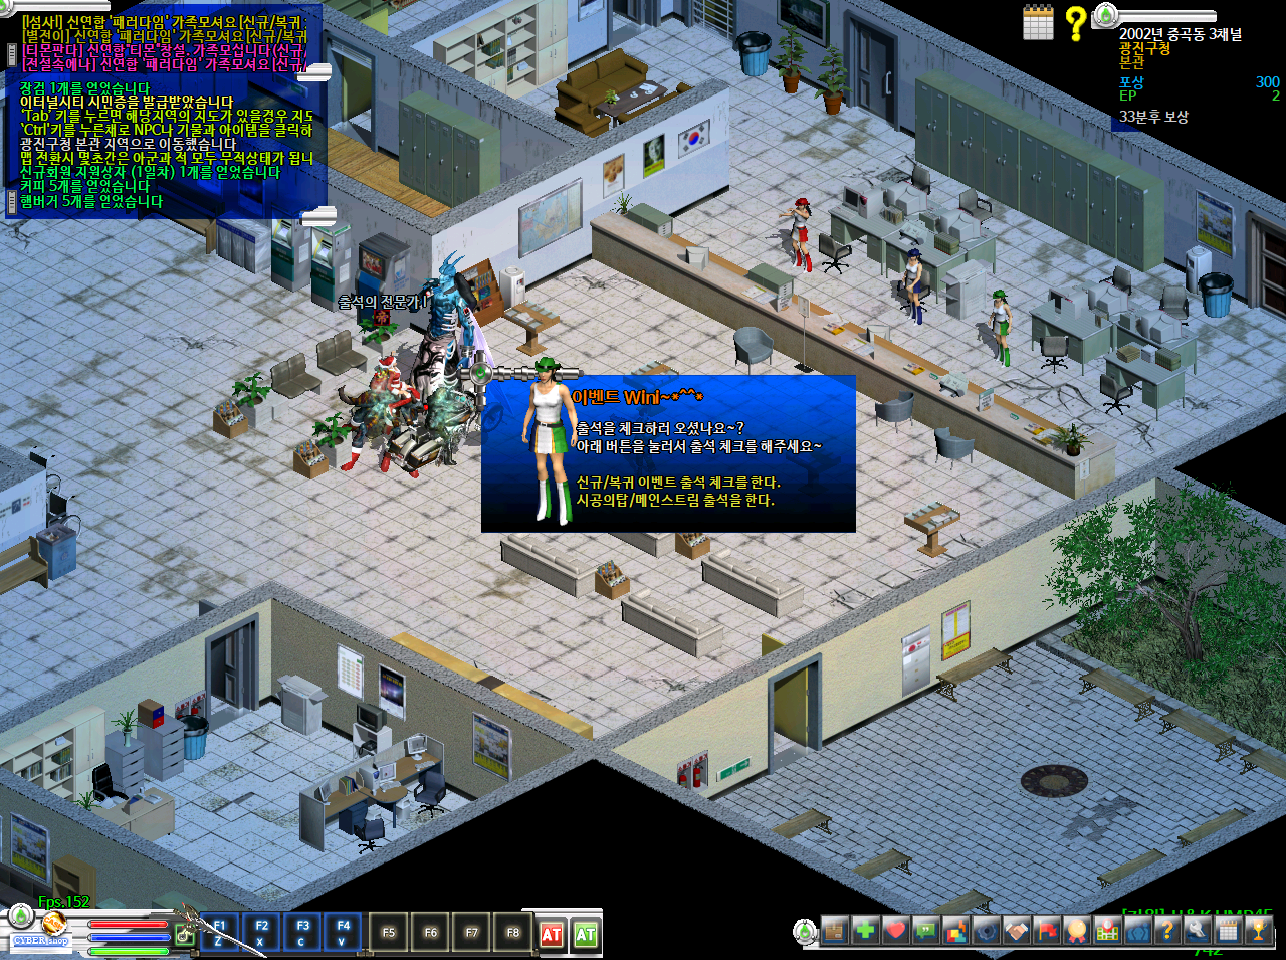 [섬사] 신연합 '패러다임' 가족모셔요[신규/복귀
[별전이] 신연합 '패러다임' 가족모셔요[신규/복귀
[티몬팠다] 신연합'티몬'창설. 가족모십니다(신규/
[전설속에나] 신연합 '패러다임' 가족모셔요[신규
장검 1개를 얻었습니다
이터널시티 시민증을 발급받았습니다
'Tab' 키를 누르면 해당지역의 지도가 있을경우 지도
'Ctrl'키를 누른채로 NPC나 기물과 아이템을 클릭하
광진구청 본관 지역으로 이동했습니다
맵 전환시 몇초간은 아군과 적 모두 무적상태가 됩니
신규회원 지원상자 (1일차) 1개를 얻었습니다
커피 5개를 얻었습니다
햄버거 5개를 얻었습니다
2002년 중곡동 3채널
광진구청
본관
포상 300
EP 2
33분후 보상
출석의 전문가!
이벤트 Wini~*^^*
출석을 체크하러 오셨나요~?
아래 버튼을 눌러서 출석 체크를 해주세요~
신규/복귀 이벤트 출석 체크를 한다.
시공의탑/메인스트림 출석을 한다.
Fps.152
CYBER shop
F1 F2 F3 F4 F5 F6 F7 F8 AT AT
Z X C V
742